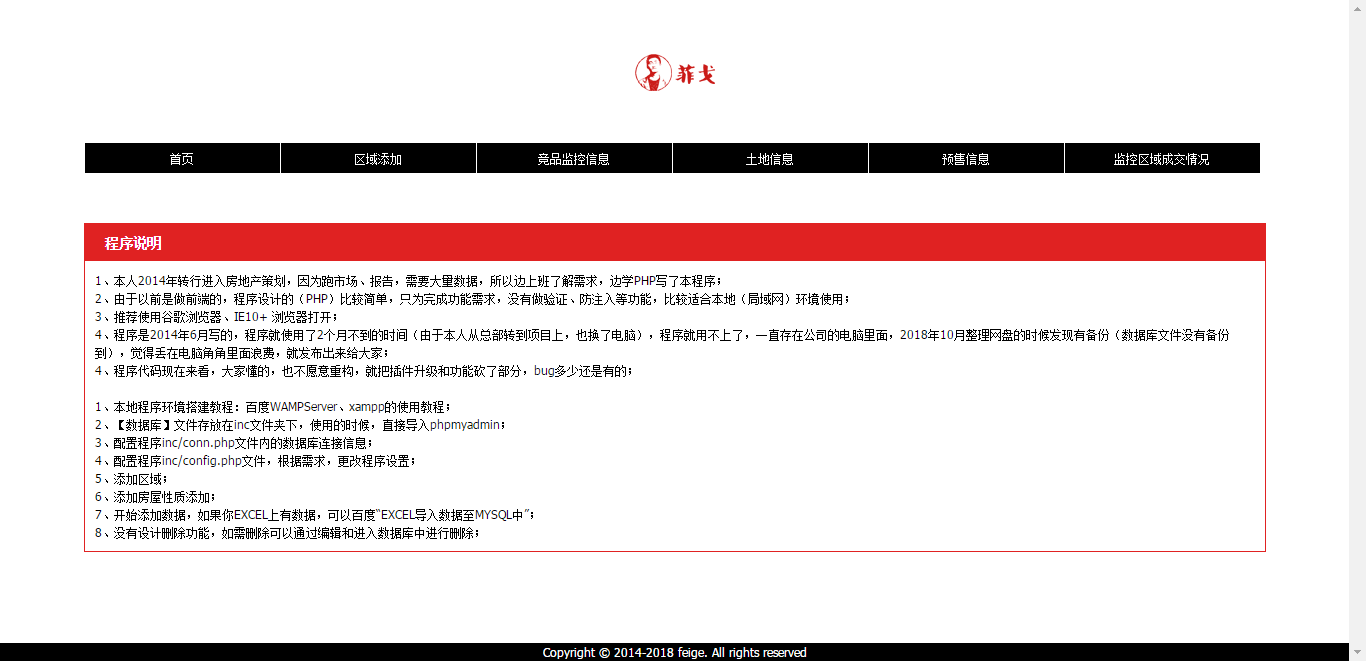 菲戈
首页
区域添加
竞品监控信息
土地信息
预售信息
监控区域成交情况
程序说明
1、本人2014年转行进入房地产策划，因为跑市场、报告，需要大量数据，所以边上班了解需求，边学PHP写了本程序；
2、由于以前是做前端的，程序设计的（PHP）比较简单，只为完成功能需求，没有做验证、防注入等功能，比较适合本地（局域网）环境使用；
3、推荐使用谷歌浏览器、IE10+ 浏览器打开；
4、程序是2014年6月写的，程序就使用了2个月不到的时间（由于本人从总部转到项目上，也换了电脑），程序就用不上了，一直存在公司的电脑里面，2018年10月整理网盘的时候发现有备份（数据库文件没有备份
到），觉得丢在电脑角角里面浪费，就发布出来给大家；
4、程序代码现在来看，大家懂的，也不愿意重构，就把插件升级和功能砍了部分，bug多少还是有的；
1、本地程序环境搭建教程：百度WAMPServer、xampp的使用教程；
2、【数据库】文件存放在inc文件夹下，使用的时候，直接导入phpmyadmin；
3、配置程序inc/conn.php文件内的数据库连接信息；
4、配置程序inc/config.php文件，根据需求，更改程序设置；
5、添加区域；
6、添加房屋性质添加；
7、开始添加数据，如果你EXCEL上有数据，可以百度“EXCEL导入数据至MYSQL中”；
8、没有设计删除功能，如需删除可以通过编辑和进入数据库中进行删除；
Copyright © 2014-2018 feige. All rights reserved